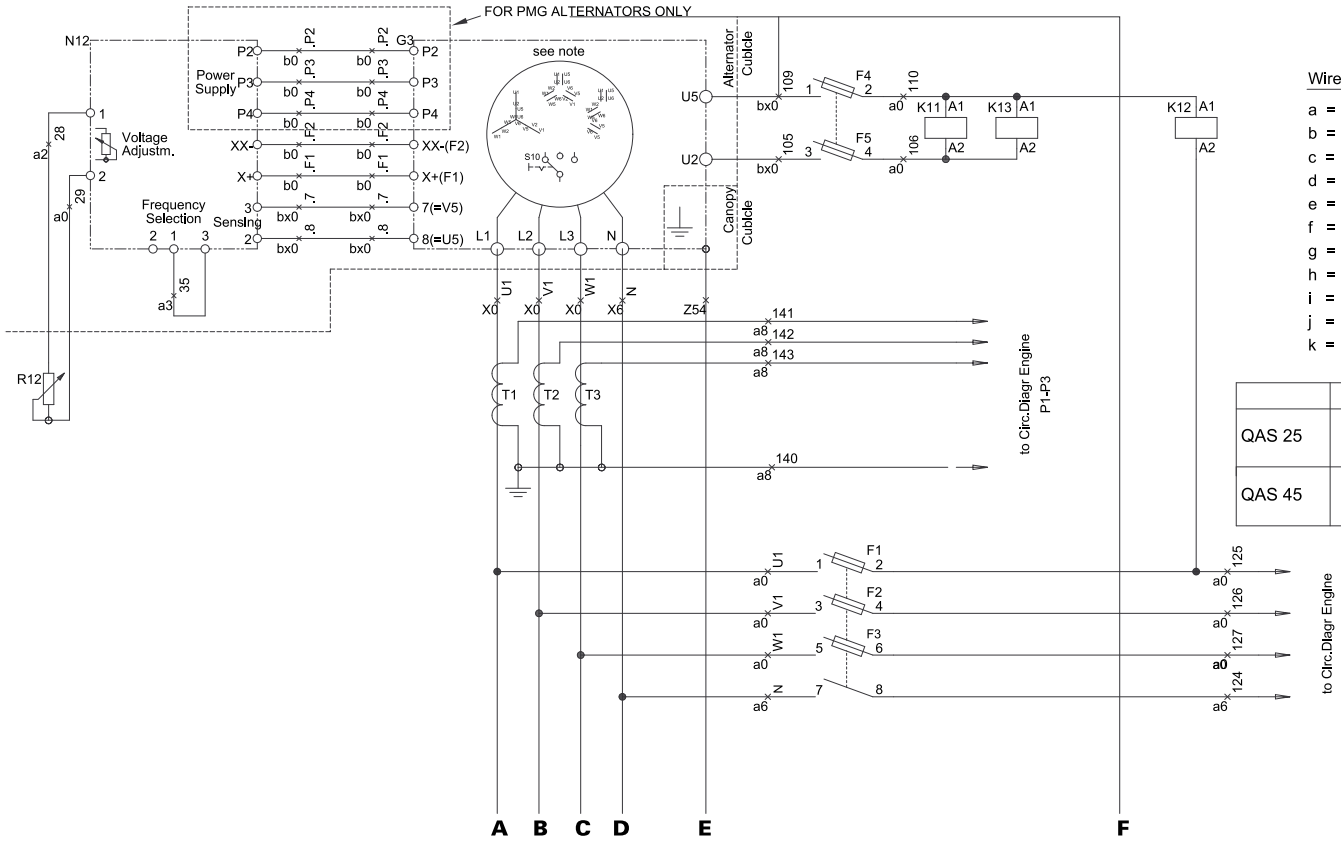 FOR PMG ALTERNATORS ONLY
N12
G3
P2
b0
.P2
b0
.P2
P2
Power
Supply
P3
b0
.P3
b0
.P3
P3
P4
b0
.P4
b0
.P4
P4
XX-
b0
.F2
b0
.F2
XX-(F2)
X+
b0
.F1
b0
.F1
X+(F1)
3
bx0
.7
bx0
.7
7(=V5)
Sensing
2
bx0
.8
bx0
.8
8(=U5)
1
28
a2
Voltage
Adjustm.
2
29
a0
Frequency
Selection
2 1 3
35
a3
R12
see note
S10
L1 L2 L3 N
U1 V1 W1 N
X0 X0 X0 X6 Z54
Alternator
Cubicle
Canopy
Cubicle
U5
bx0
109
1
F4
2
110
a0
U2
bx0
105
3
F5
4
106
a0
K11 A1
A2
K13 A1
A2
K12 A1
A2
141
a8
142
a8
143
a8
T1 T2 T3
140
a8
to Circ.Diagr Engine
P1-P3
Wire
a =
b =
c =
d =
e =
f =
g =
h =
i =
j =
k =
QAS 25
QAS 45
U1
a0
1
F1
2
125
a0
V1
a0
3
F2
4
126
a0
W1
a0
5
F3
6
127
a0
N
a6
7
8
124
a6
to Circ.Diagr Engine
A B C D E F